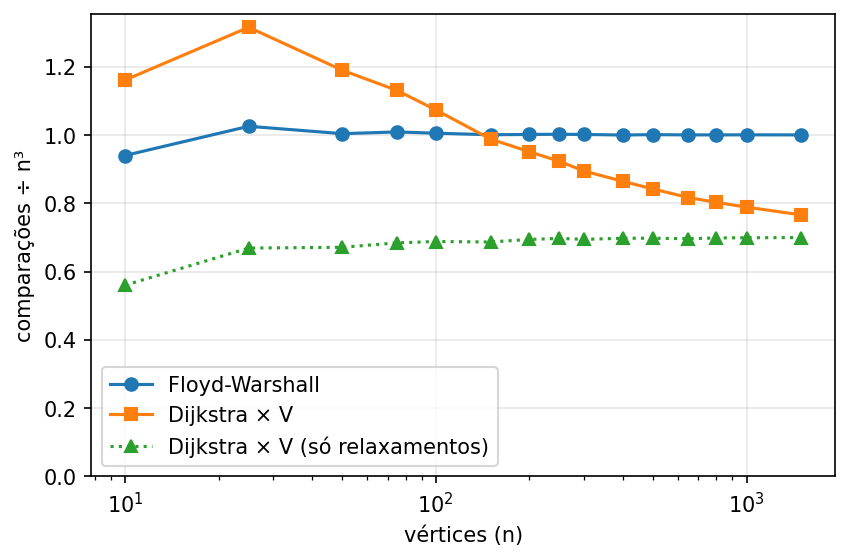 comparações ÷ n³
1.2
1.0
0.8
0.6
0.4
0.2
0.0
Floyd-Warshall
Dijkstra × V
Dijkstra × V (só relaxamentos)
10¹
10²
10³
vértices (n)